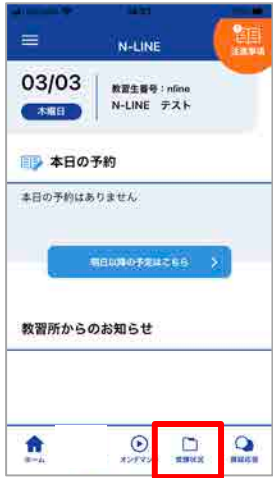 N-LINE
注意事項
03/03
木曜日
教習生番号：nline
N-LINE テスト
本日の予約
本日の予約はありません
明日以降の予定はこちら
教習所からのお知らせ
ホーム
オンデマンド
受講状況